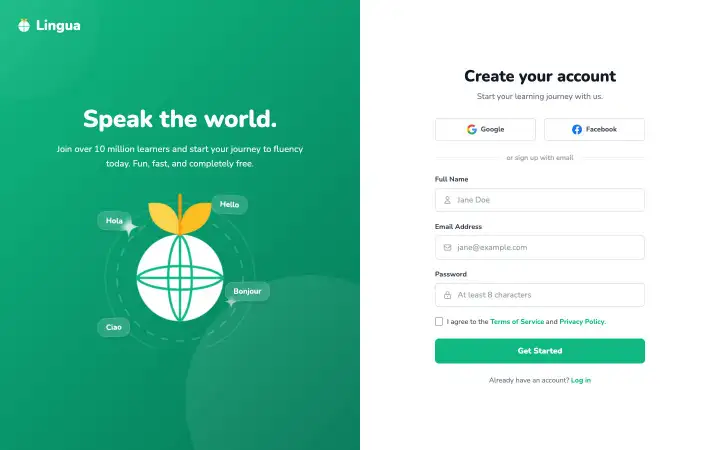 Lingua
Speak the world.
Join over 10 million learners and start your journey to fluency
today. Fun, fast, and completely free.
Hello
Hola
Bonjour
Ciao
Create your account
Start your learning journey with us.
Google
Facebook
or sign up with email
Full Name
Jane Doe
Email Address
jane@example.com
Password
At least 8 characters
I agree to the Terms of Service and Privacy Policy.
Get Started
Already have an account? Log in